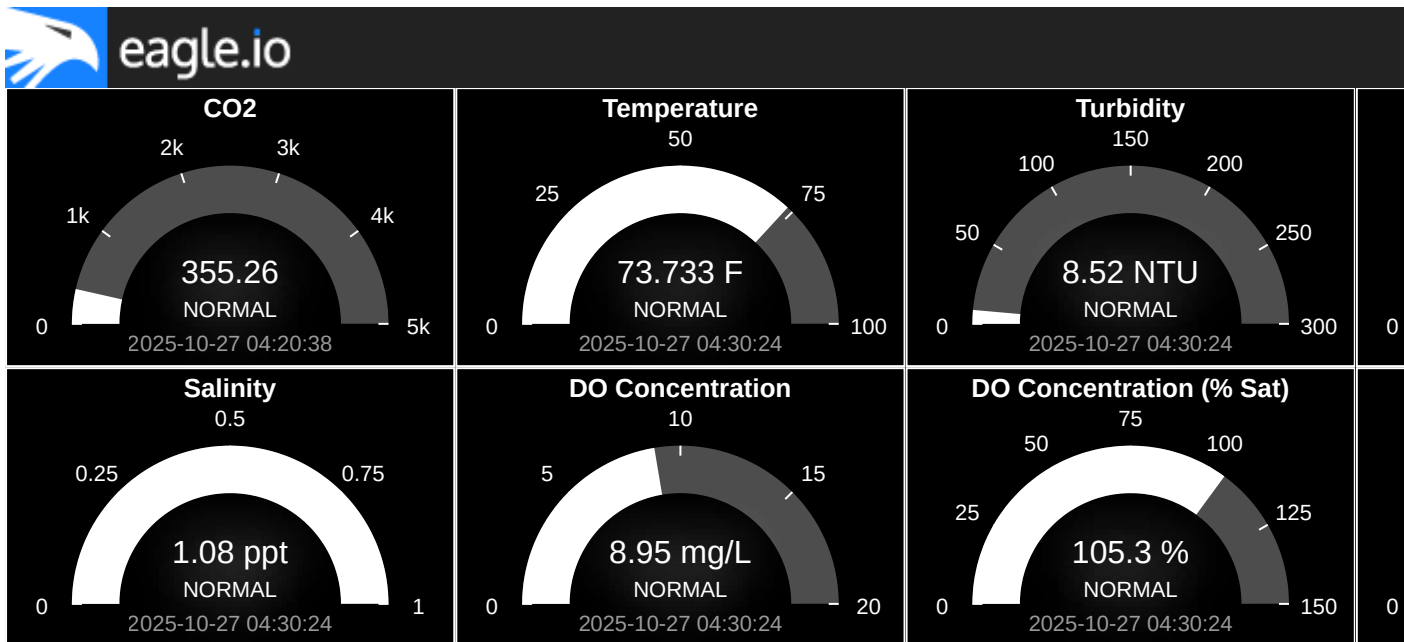 eagle.io
CO2
2k
3k
1k
4k
355.26
NORMAL
0
5k
2025-10-27 04:20:38
Temperature
50
25
75
73.733 F
NORMAL
0
100
2025-10-27 04:30:24
Turbidity
150
100
200
50
250
8.52 NTU
NORMAL
0
300
2025-10-27 04:30:24
0
Salinity
0.5
0.25
0.75
1.08 ppt
NORMAL
0
1
2025-10-27 04:30:24
DO Concentration
10
5
15
8.95 mg/L
NORMAL
0
20
2025-10-27 04:30:24
DO Concentration (% Sat)
75
50
100
25
125
105.3 %
NORMAL
0
150
2025-10-27 04:30:24
0